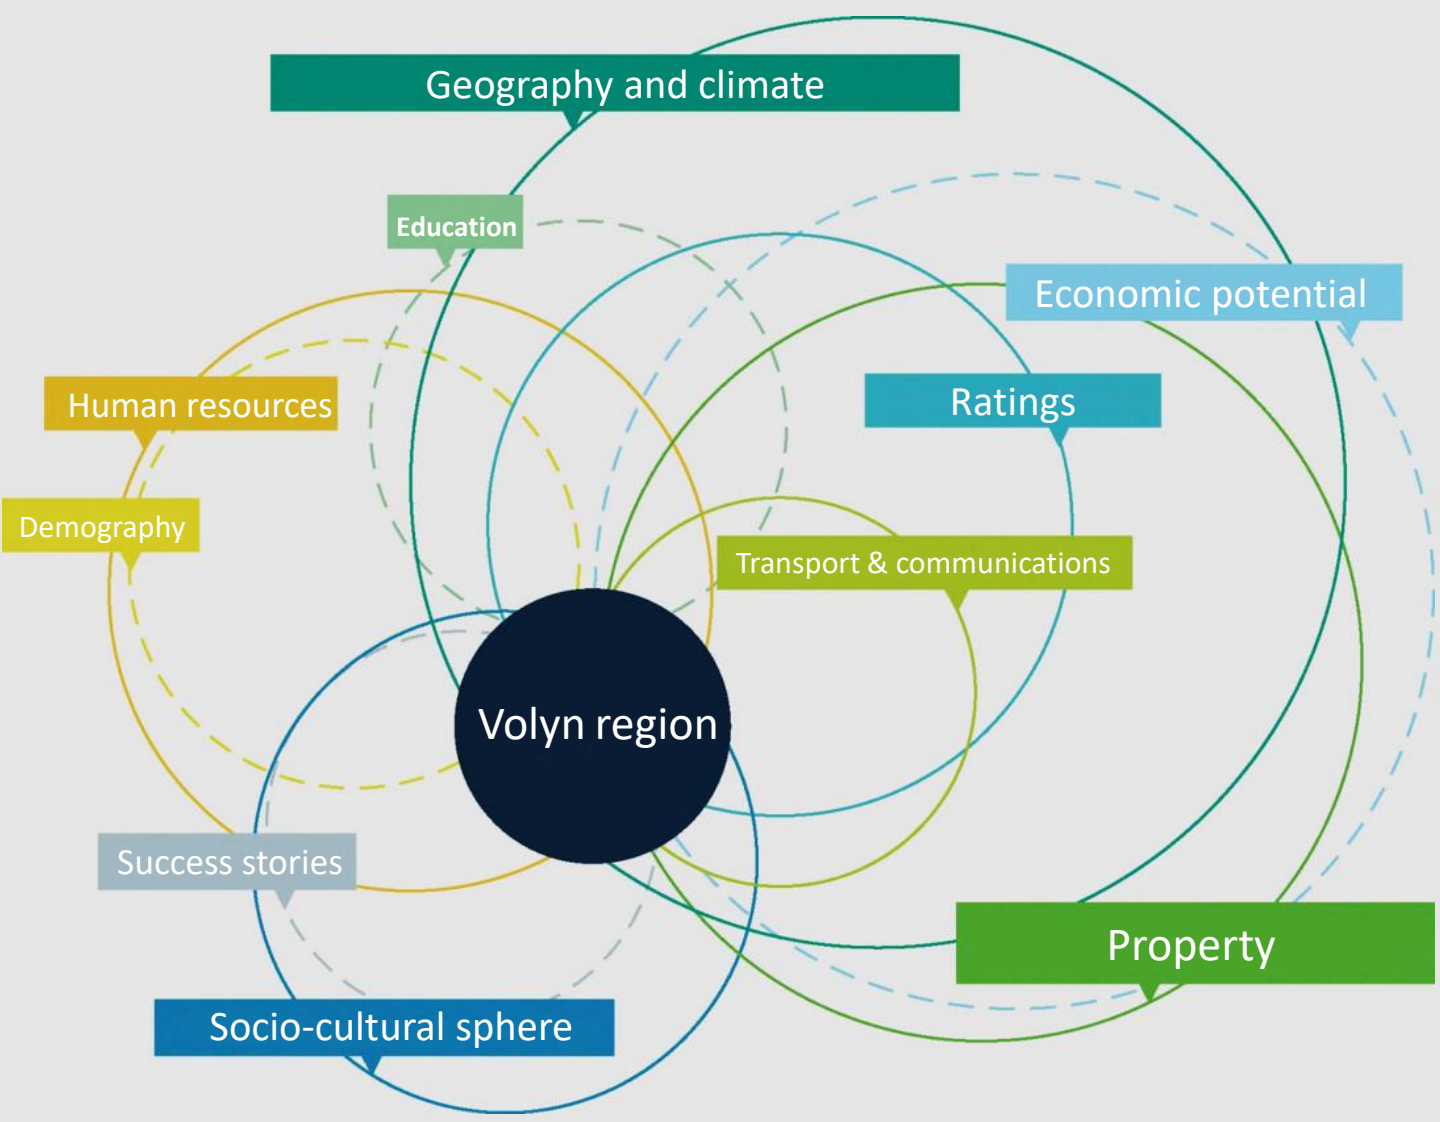 Geography and climate
Education
Economic potential
Human resources
Ratings
Demography
Transport & communications
Volyn region
Success stories
Property
Socio-cultural sphere